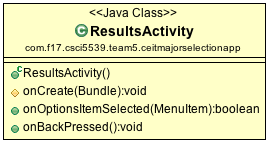 <<Java Class>>
C ResultsActivity
com.f17.csci5539.team5.ceitmajorselectionapp
C ResultsActivity()
onCreate(Bundle):void
onOptionsItemSelected(MenuItem):boolean
onBackPressed():void